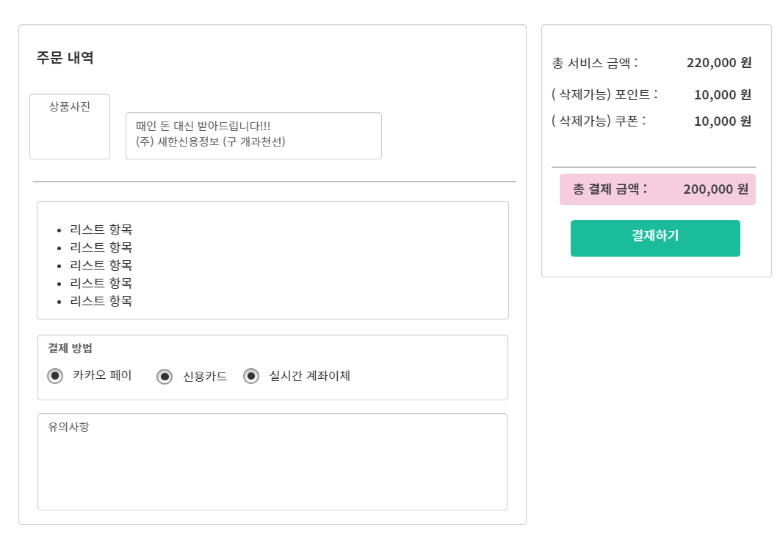 주문 내역
상품사진
때인 돈 대신 받아드립니다!!!
(주) 새한신용정보 (구 개과천선)
• 리스트 항목
• 리스트 항목
• 리스트 항목
• 리스트 항목
• 리스트 항목
결제 방법
카카오 페이 신용카드 실시간 계좌이체
유의사항
총 서비스 금액 : 220,000 원
( 삭제가능) 포인트 : 10,000 원
( 삭제가능) 쿠폰 : 10,000 원
총 결제 금액 : 200,000 원
결재하기